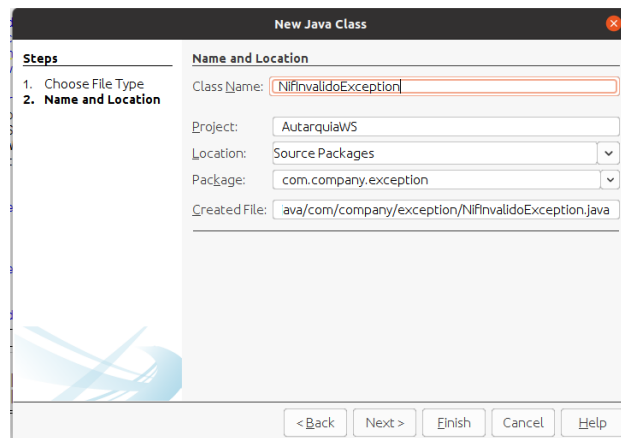 New Java Class
Steps
1. Choose File Type
2. Name and Location
Name and Location
Class Name: NifInvalidoException
Project: AutarquiaWS
Location: Source Packages
Package: com.company.exception
Created File: ava/com/company/exception/NifInvalidoException.java
< Back Next > Finish Cancel Help